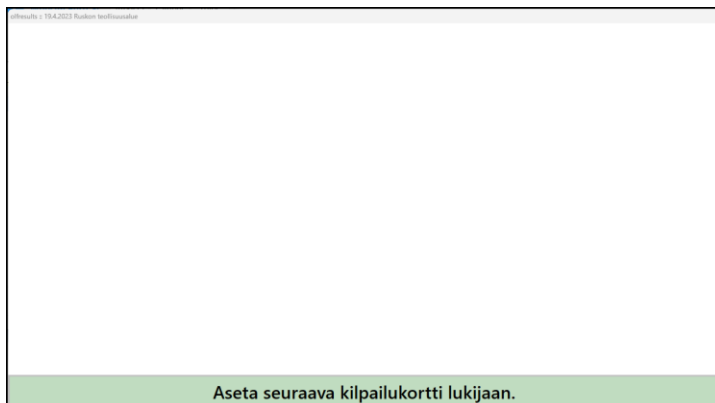 olfresults :: 19.4.2023 Ruskon teollisuusalue
Aseta seuraava kilpailukortti lukijaan.